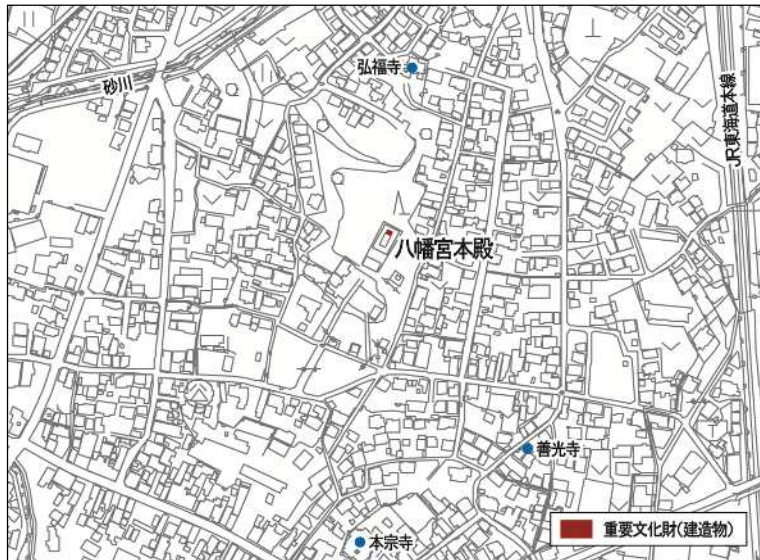 弘福寺
砂川
JR東海道本線
八幡宮本殿
善光寺
本宗寺
重要文化財(建造物)